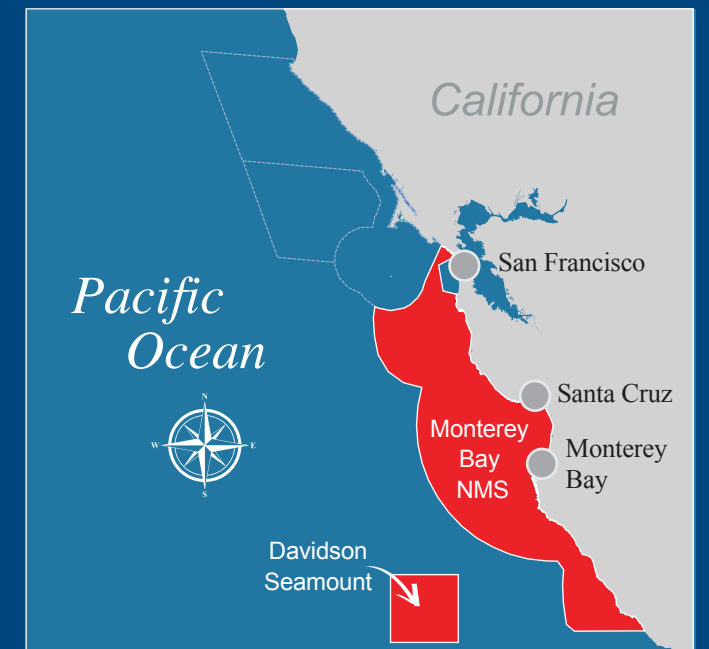 California
San Francisco
Pacific
Ocean
Santa Cruz
N
W
E
S
Monterey
Bay
NMS
Monterey
Bay
Davidson
Seamount